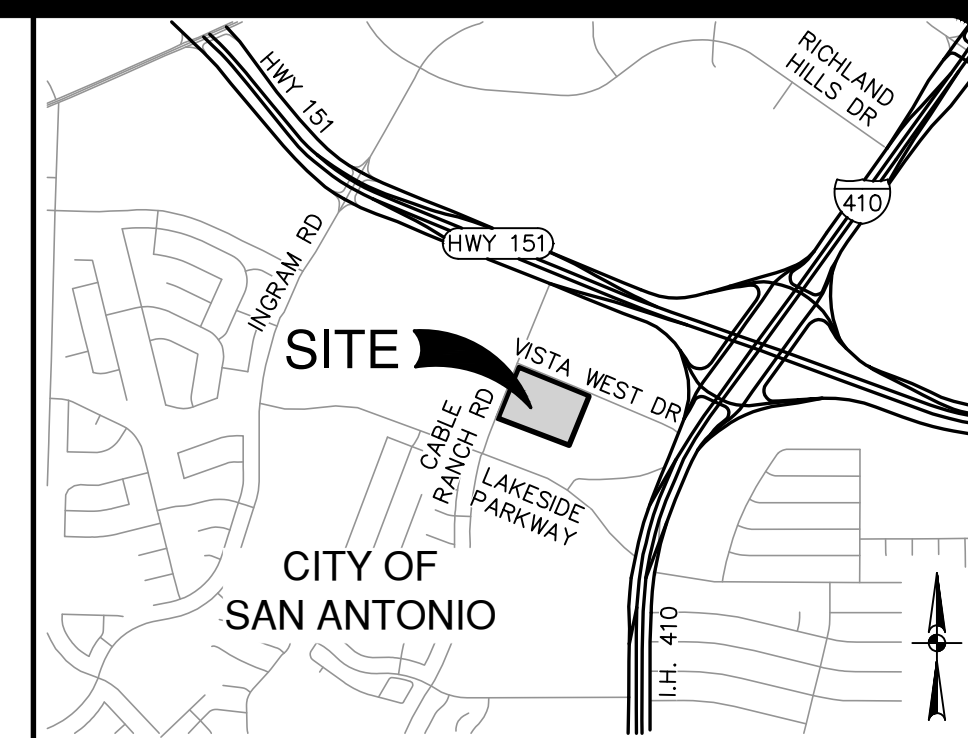 RICHLAND
HILLS DR
HWY 151
410
HWY 151
INGRAM RD
SITE
VISTA WEST DR
CABLE
RANCH RD
LAKESIDE
PARKWAY
CITY OF
SAN ANTONIO
I.H. 410